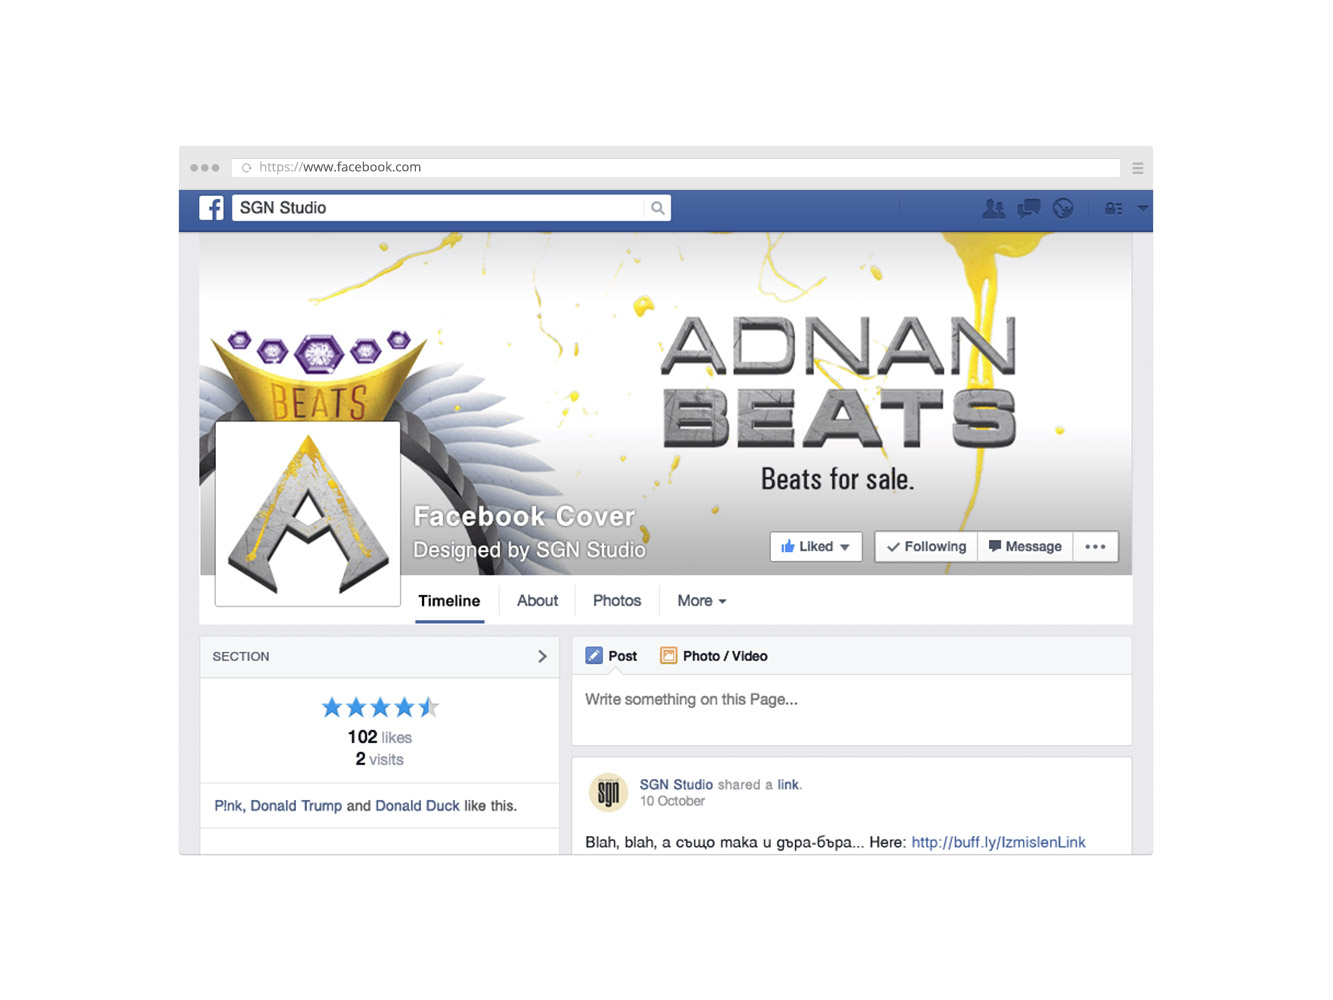 https://www.facebook.com
f
SGN Studio
BEATS
ADNAN
BEATS
Beats for sale.
Facebook Cover
Designed by SGN Studio
Liked
Following
Message
Timeline
About
Photos
More
SECTION
Post
Photo / Video
Write something on this Page...
102 likes
2 visits
P!nk, Donald Trump and Donald Duck like this.
sgn
SGN Studio shared a link.
10 October
Blah, blah, а също така и дъра-бъра... Here: http://buff.ly/IzmislenLink